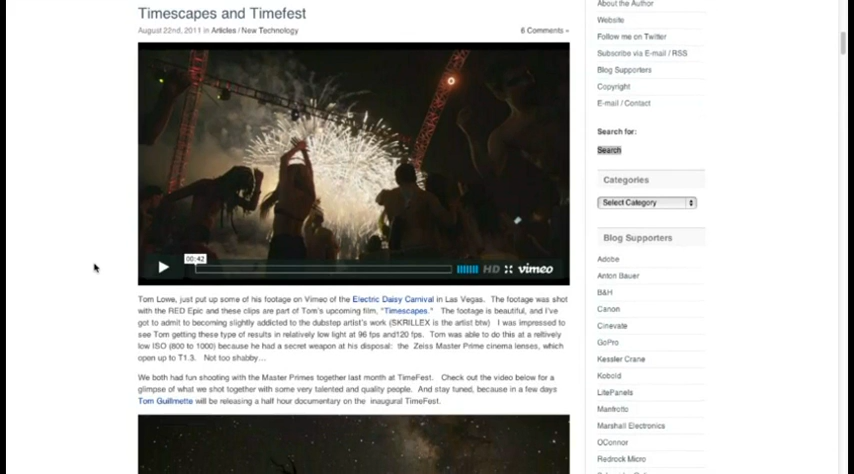 Timescapes and Timefest
August 22nd, 2011 in Articles / New Technology
6 Comments »
00:42
HD vimeo
Tom Lowe, just put up some of his footage on Vimeo of the Electric Daisy Carnival in Las Vegas. The footage was shot
with the RED Epic and these clips are part of Tom's upcoming film, "Timescapes." The footage is beautiful, and I've
got to admit to becoming slightly addicted to the dubstep artist's work (SKRILLEX is the artist btw) I was impressed to
see Tom getting these type of results in relatively low light at 96 fps and120 fps. Tom was able to do this at a reltively
low ISO (800 to 1000) because he had a secret weapon at his disposal: the Zeiss Master Prime cinema lenses, which
open up to T1.3. Not too shabby...
We both had fun shooting with the Master Primes together last month at TimeFest. Check out the video below for a
glimpse of what we shot together with some very talented and quality people. And stay tuned, because in a few days
Tom Guilmette will be releasing a half hour documentary on the inaugural TimeFest.
About the Author
Website
Follow me on Twitter
Subscribe via E-mail / RSS
Blog Supporters
Copyright
E-mail / Contact
Search for:
Search
Categories
Select Category
Blog Supporters
Adobe
Anton Bauer
B&H
Canon
Cinevate
GoPro
Kessler Crane
Kobold
LitePanels
Manfrotto
Marshall Electronics
OConnor
Redrock Micro